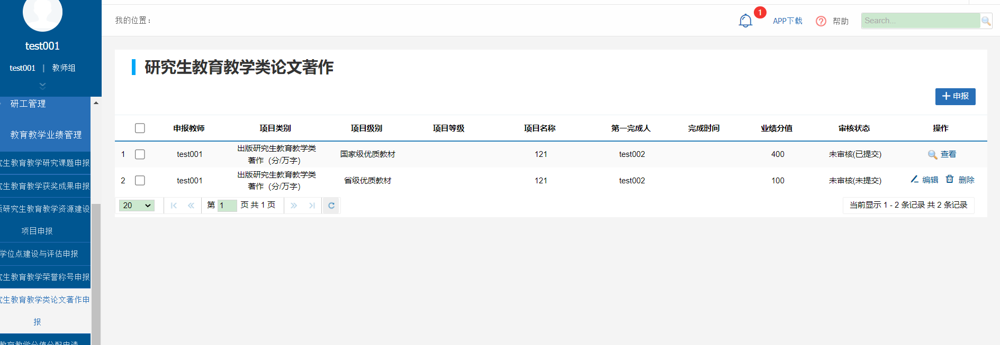 test001
test001 | 教师组
研工管理
教育教学业绩管理
生教育教学研究课题申报
生教育教学获奖成果申报
研究生教育教学资源建设
项目申报
学位点建设与评估申报
生教育教学荣誉称号申报
生教育教学类论文著作申
报
教育教学分值分配申请
我的位置：
1
APP下载
帮助
Search...
研究生教育教学类论文著作
申报
申报教师 项目类别 项目级别 项目等级 项目名称 第一完成人 完成时间 业绩分值 审核状态 操作
1 test001 出版研究生教育教学类 国家级优质教材 121 test002 400 未审核(已提交) 查看
著作（分/万字）
2 test001 出版研究生教育教学类 省级优质教材 121 test002 100 未审核(未提交) 编辑 删除
著作（分/万字）
20 第 1 页 共 1 页 当前显示 1 - 2 条记录 共 2 条记录